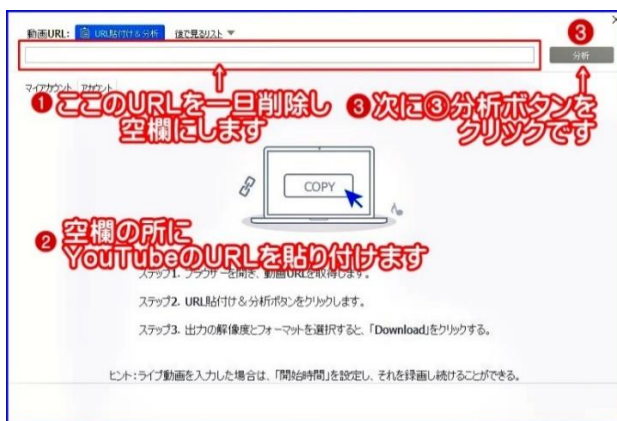 動画URL: URL貼付け＆分析 後で見るリスト ▼
❸
分析
マイアカウント アカウント
❶ここのURLを一旦削除し
空欄にします
❸次に③分析ボタンを
クリックです
COPY
❷空欄の所に
YouTubeのURLを貼り付けます
ステップ1. ブラウザーを開き、動画URLを取得します。
ステップ2. URL貼付け＆分析ボタンをクリックします。
ステップ3. 出力の解像度とフォーマットを選択すると、「Download」をクリックする。
ヒント：ライブ動画を入力した場合は、「開始時間」を設定し、それを録画し続けることができる。